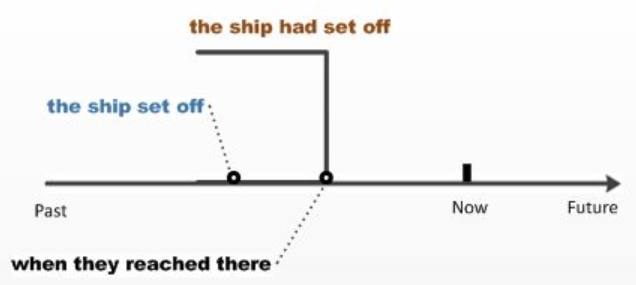 the ship had set off
the ship set off
Past
Now
Future
when they reached there